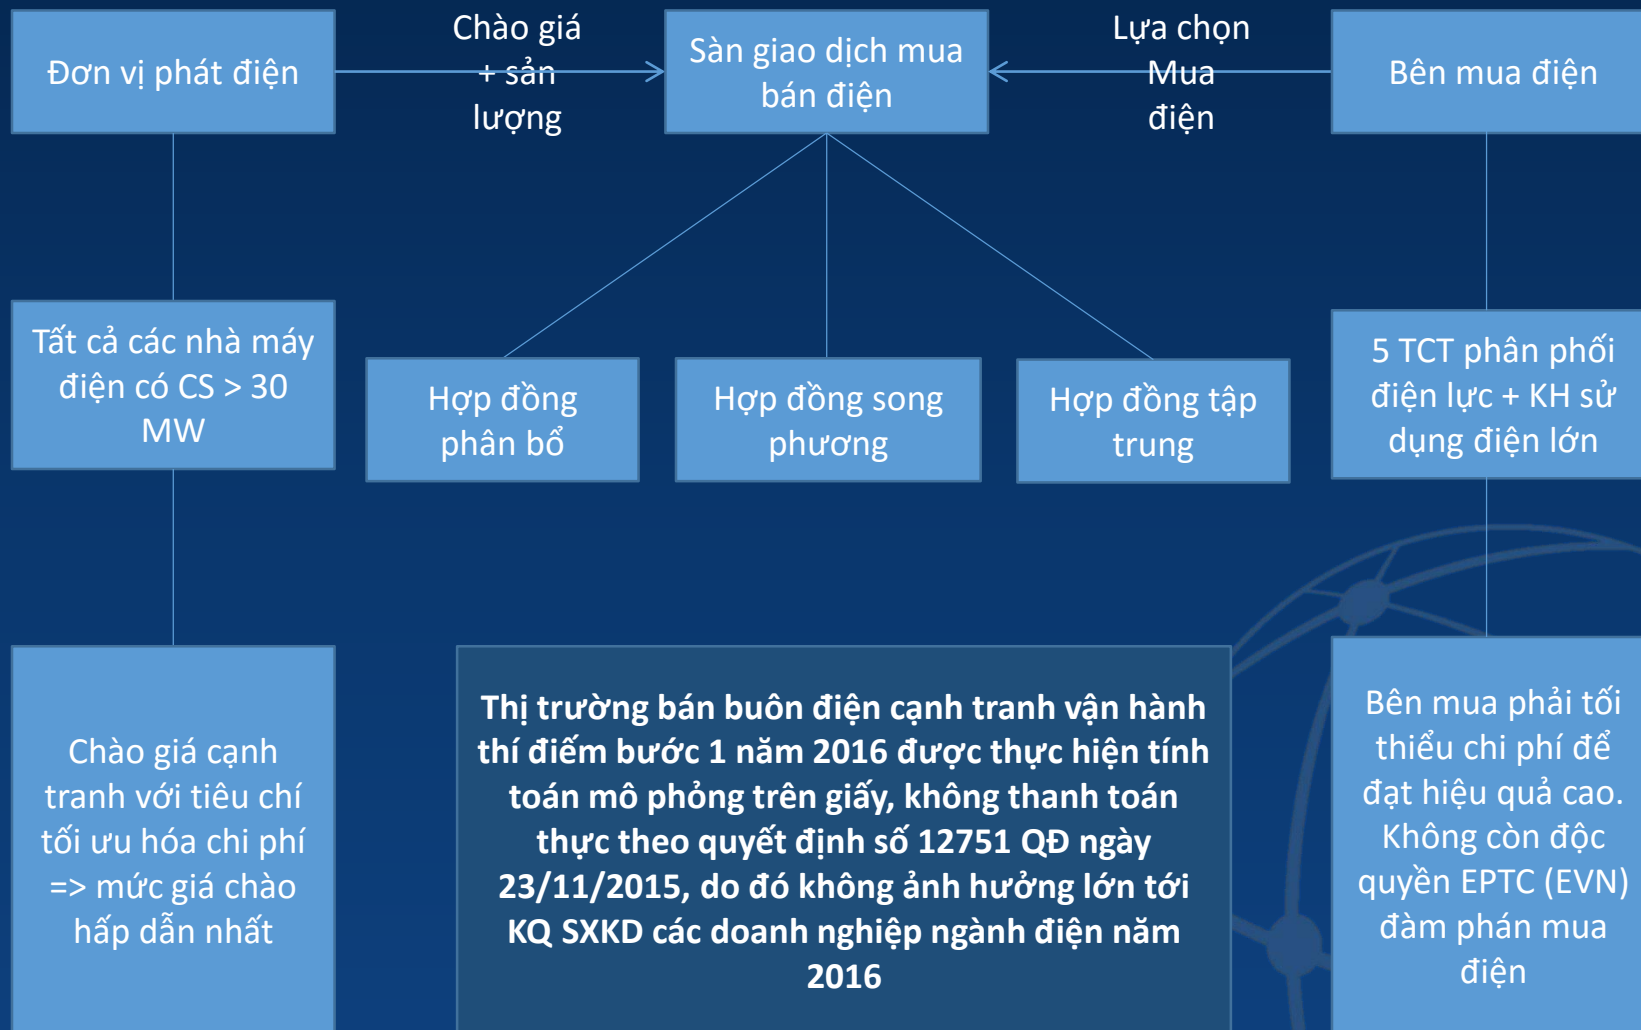 Đơn vị phát điện
Chào giá
+ sản
lượng
Sàn giao dịch mua
bán điện
Lựa chọn
Mua
điện
Bên mua điện
Tất cả các nhà máy
điện có CS > 30
MW
Hợp đồng
phân bổ
Hợp đồng song
phương
Hợp đồng tập
trung
5 TCT phân phối
điện lực + KH sử
dụng điện lớn
Chào giá cạnh
tranh với tiêu chí
tối ưu hóa chi phí
=> mức giá chào
hấp dẫn nhất
Thị trường bán buôn điện cạnh tranh vận hành
thí điểm bước 1 năm 2016 được thực hiện tính
toán mô phỏng trên giấy, không thanh toán
thực theo quyết định số 12751 QĐ ngày
23/11/2015, do đó không ảnh hưởng lớn tới
KQ SXKD các doanh nghiệp ngành điện năm
2016
Bên mua phải tối
thiểu chi phí để
đạt hiệu quả cao.
Không còn độc
quyền EPTC (EVN)
đàm phán mua
điện